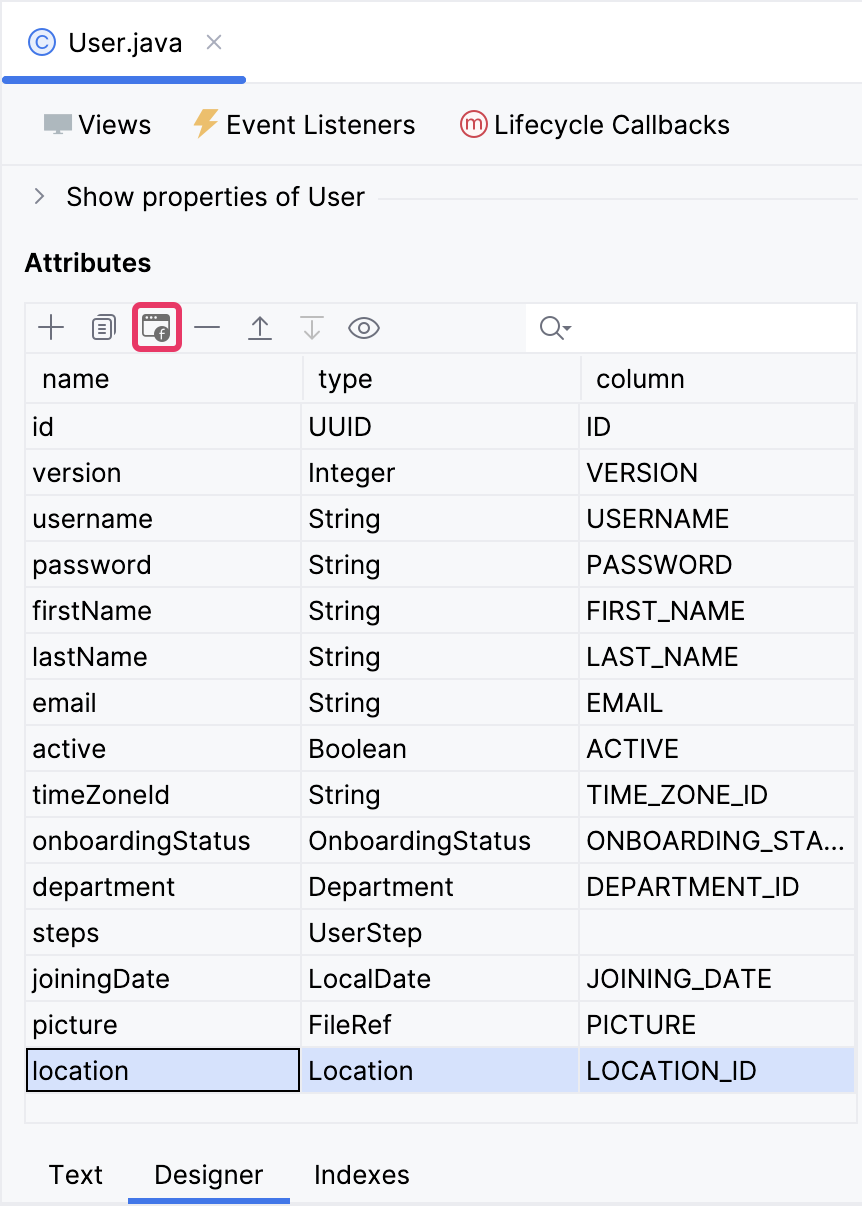 User.java
Views Event Listeners Lifecycle Callbacks
Show properties of User
Attributes
name type column
id UUID ID
version Integer VERSION
username String USERNAME
password String PASSWORD
firstName String FIRST_NAME
lastName String LAST_NAME
email String EMAIL
active Boolean ACTIVE
timeZoneId String TIME_ZONE_ID
onboardingStatus OnboardingStatus ONBOARDING_STA...
department Department DEPARTMENT_ID
steps UserStep
joiningDate LocalDate JOINING_DATE
picture FileRef PICTURE
location Location LOCATION_ID
Text Designer Indexes